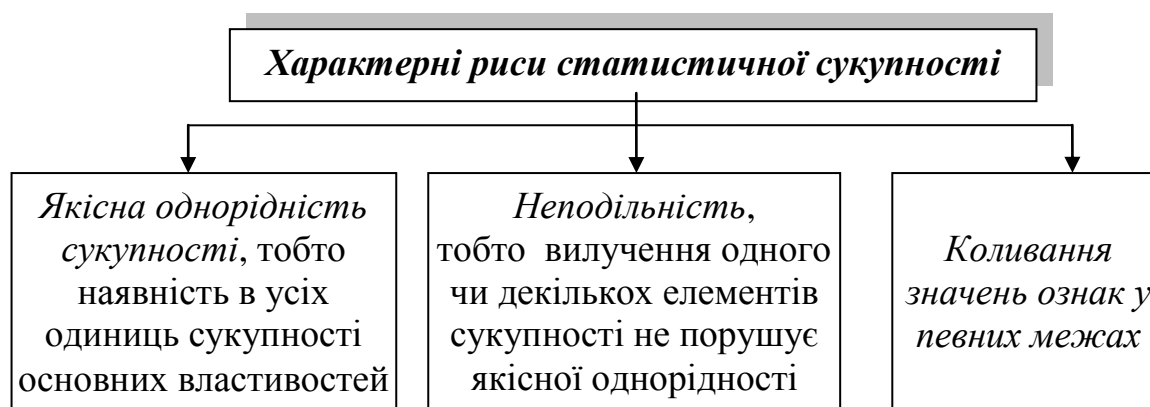 Характерні риси статистичної сукупності
Якісна однорідність
сукупності, тобто
наявність в усіх
одиниць сукупності
основних властивостей
Неподільність,
тобто вилучення одного
чи декількох елементів
сукупності не порушує
якісної однорідності
Коливання
значень ознак у
певних межах